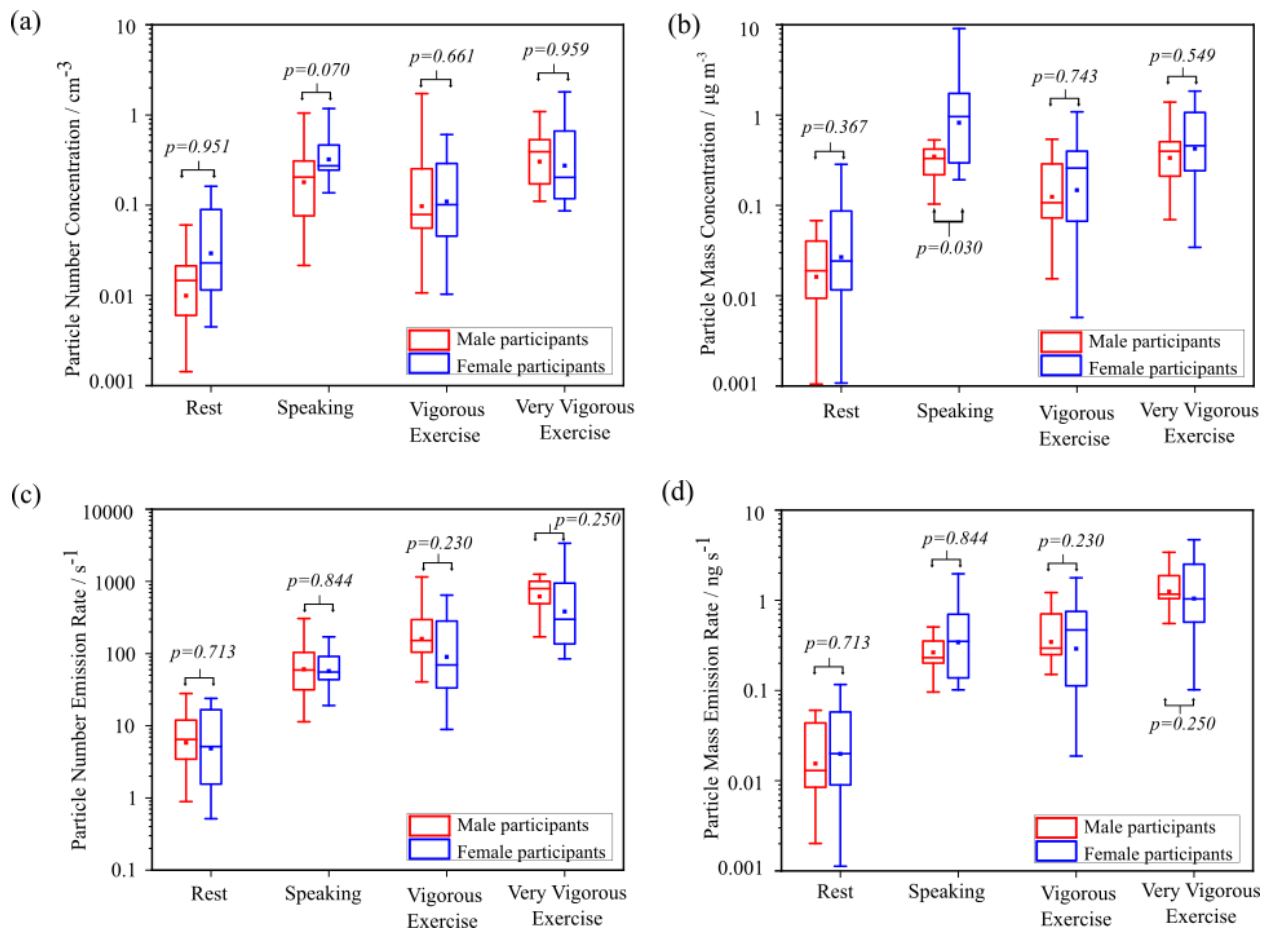 (a)
Particle Number Concentration / cm⁻³
10
1
0.1
0.01
0.001
p=0.951
p=0.070
p=0.661
p=0.959
Male participants
Female participants
Rest
Speaking
Vigorous
Exercise
Very Vigorous
Exercise
(b)
Particle Mass Concentration / µg m⁻³
10
1
0.1
0.01
0.001
p=0.367
p=0.030
p=0.743
p=0.549
Male participants
Female participants
Rest
Speaking
Vigorous
Exercise
Very Vigorous
Exercise
(c)
Particle Number Emission Rate / s⁻¹
10000
1000
100
10
1
0.1
p=0.713
p=0.844
p=0.230
p=0.250
Male participants
Female participants
Rest
Speaking
Vigorous
Exercise
Very Vigorous
Exercise
(d)
Particle Mass Emission Rate / ng s⁻¹
10
1
0.1
0.01
0.001
p=0.713
p=0.844
p=0.230
p=0.250
Male participants
Female participants
Rest
Speaking
Vigorous
Exercise
Very Vigorous
Exercise